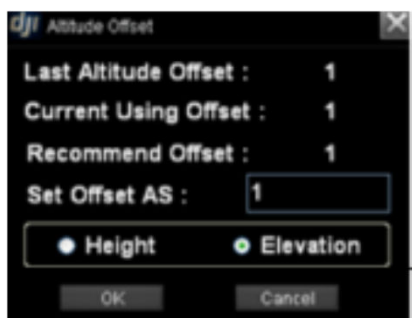 dji Altitude Offset
Last Altitude Offset : 1
Current Using Offset : 1
Recommend Offset : 1
Set Offset AS : 1
Height Elevation
OK Cancel